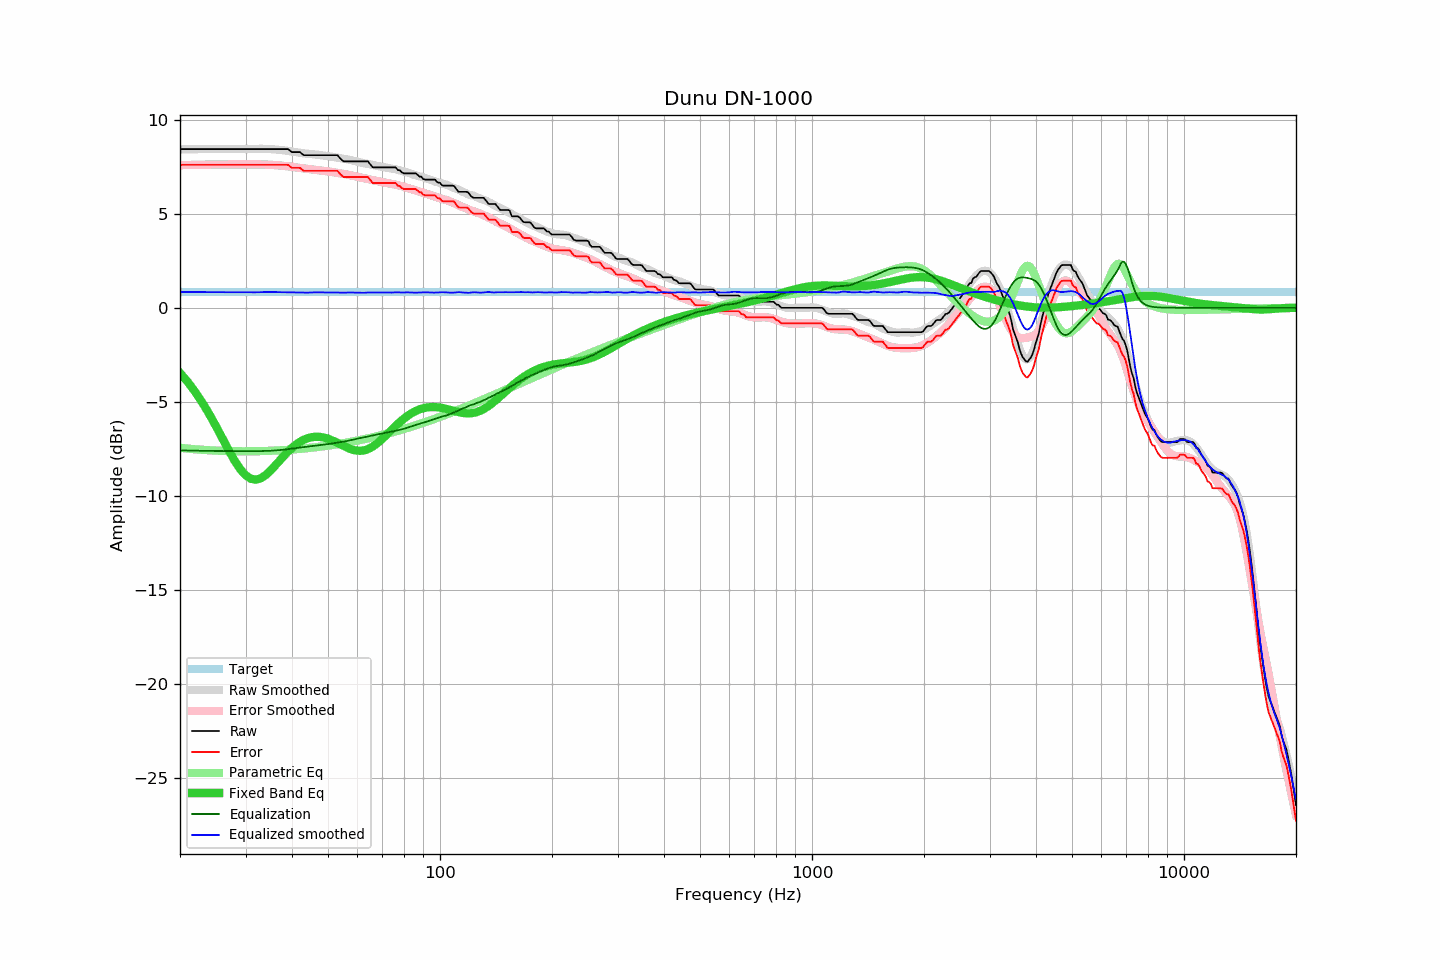 Dunu DN-1000
10
5
0
−5
−10
−15
−20
−25
Amplitude (dBr)
Target
Raw Smoothed
Error Smoothed
Raw
Error
Parametric Eq
Fixed Band Eq
Equalization
Equalized smoothed
100
1000
10000
Frequency (Hz)